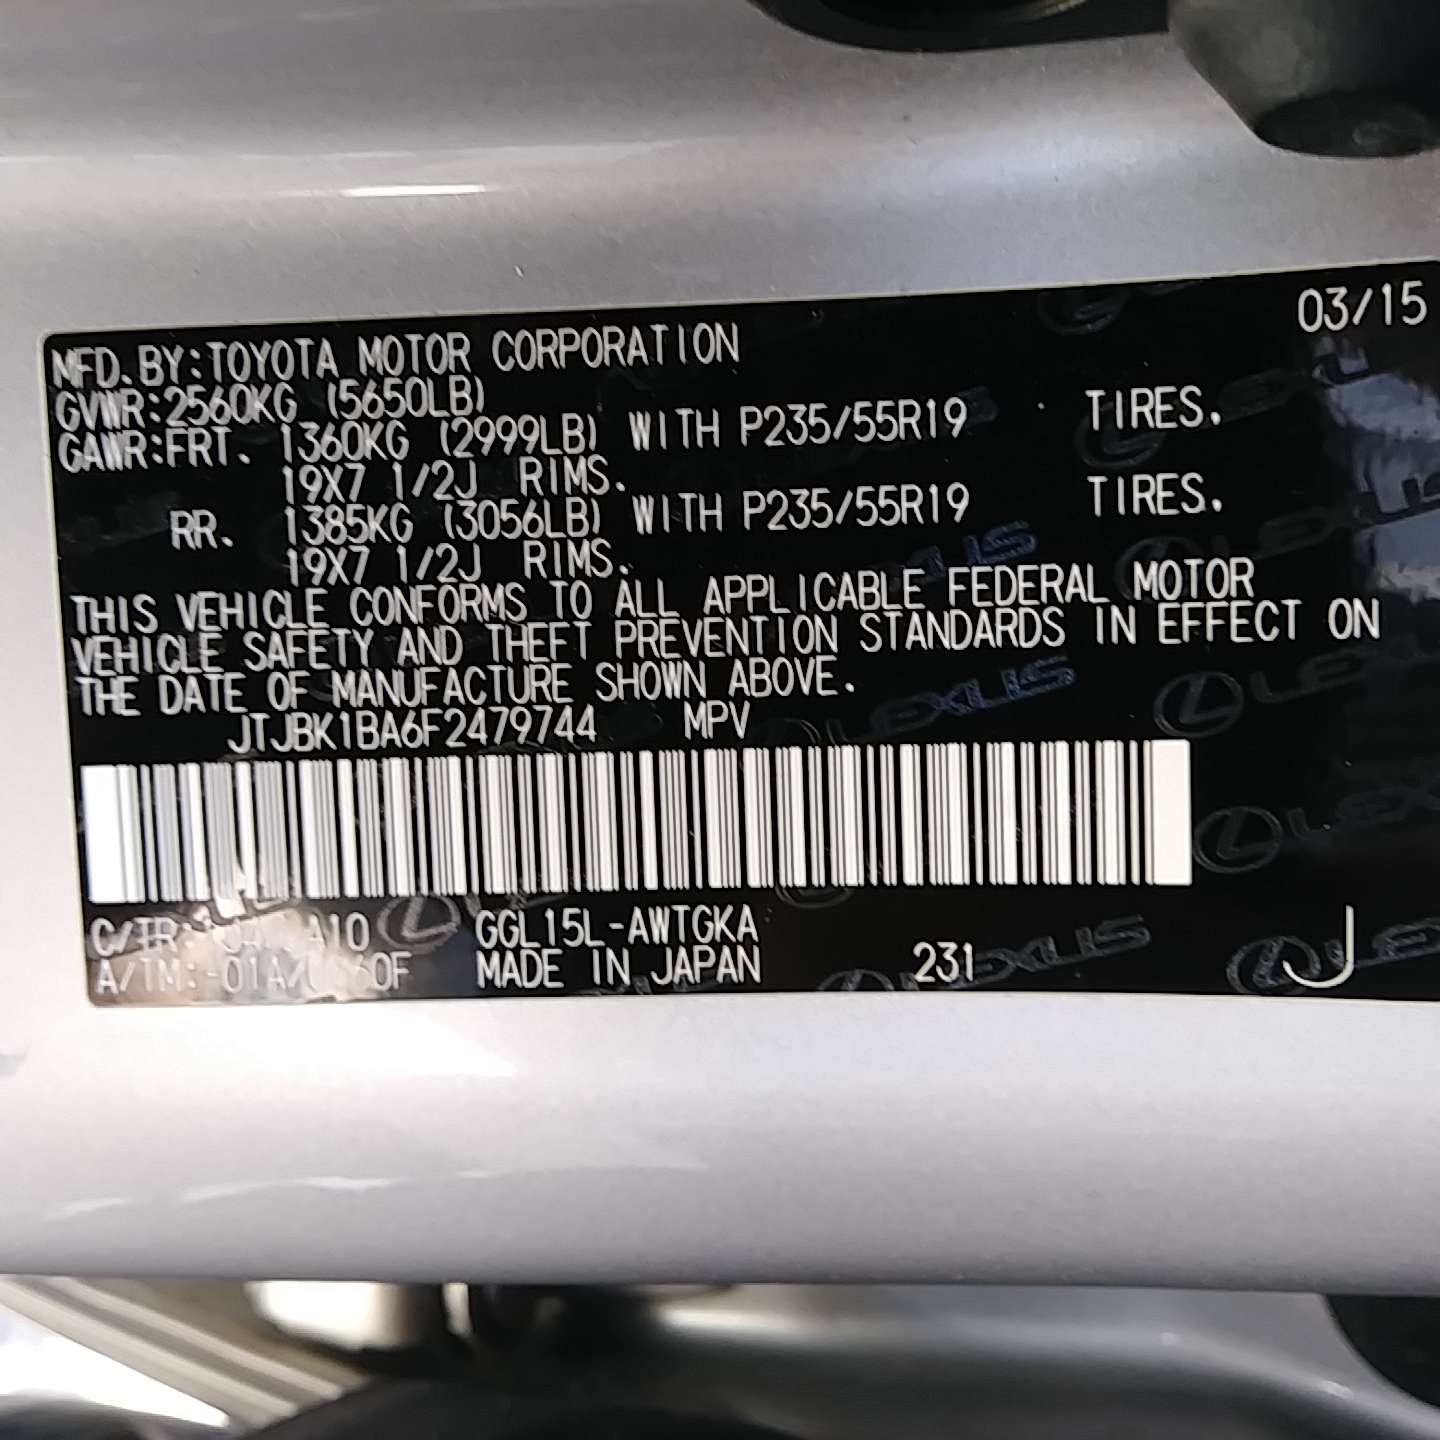 03/15
MFD. BY: TOYOTA MOTOR CORPORATION
GVWR: 2560KG (5650LB)
GAWR: FRT. 1360KG (2999LB) WITH P235/55R19 TIRES.
19X7 1/2J RIMS.
RR. 1385KG (3056LB) WITH P235/55R19 TIRES.
19X7 1/2J RIMS.
THIS VEHICLE CONFORMS TO ALL APPLICABLE FEDERAL MOTOR
VEHICLE SAFETY AND THEFT PREVENTION STANDARDS IN EFFECT ON
THE DATE OF MANUFACTURE SHOWN ABOVE.
JTJBK1BA6F2479744 MPV
C/TR: GGL15L-AWTGKA
A/TM: MADE IN JAPAN 231 J
LEXUS